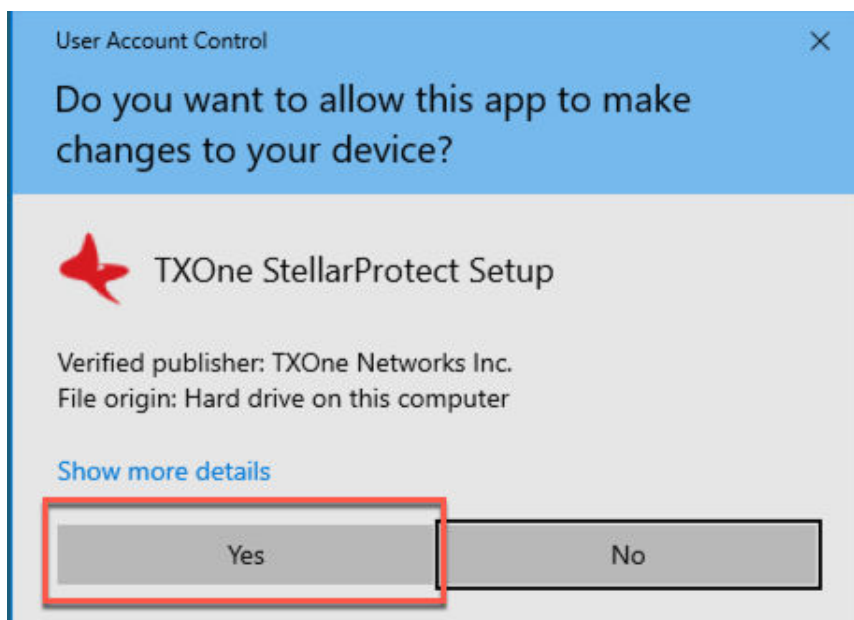 User Account Control
Do you want to allow this app to make
changes to your device?
TXOne StellarProtect Setup
Verified publisher: TXOne Networks Inc.
File origin: Hard drive on this computer
Show more details
Yes
No